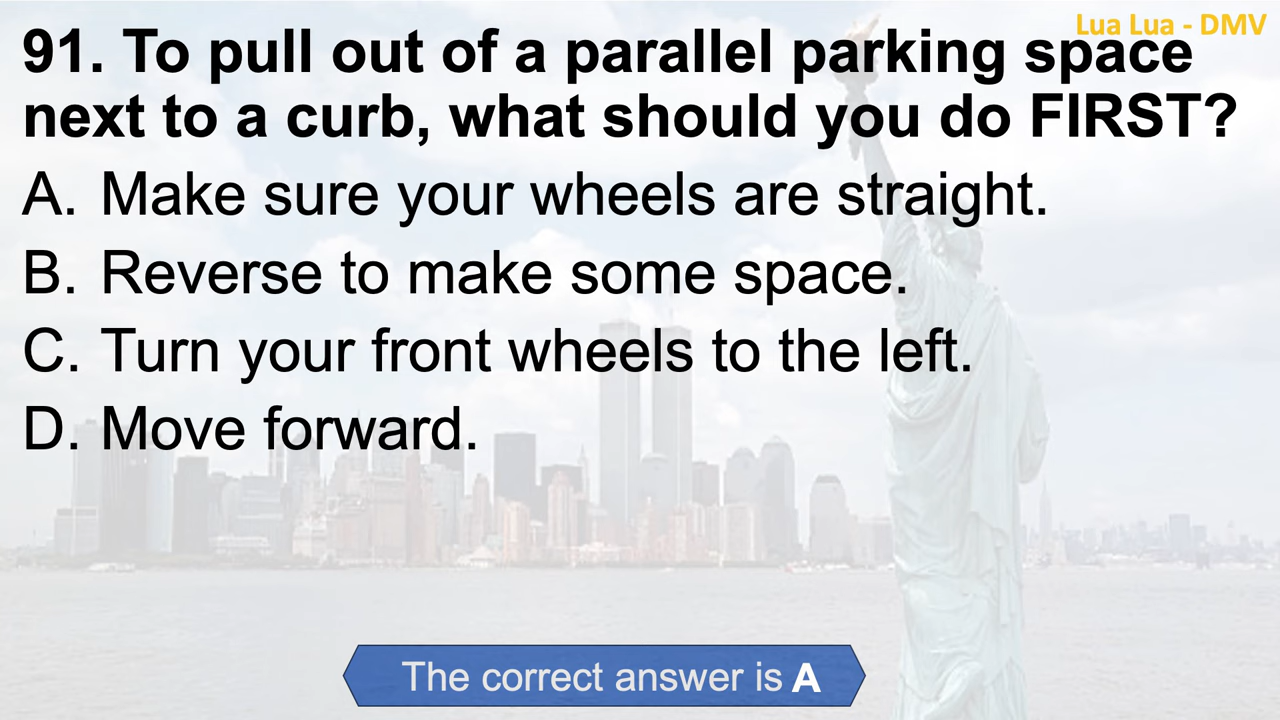 Lua Lua - DMV
91. To pull out of a parallel parking space
next to a curb, what should you do FIRST?
A. Make sure your wheels are straight.
B. Reverse to make some space.
C. Turn your front wheels to the left.
D. Move forward.
The correct answer is A